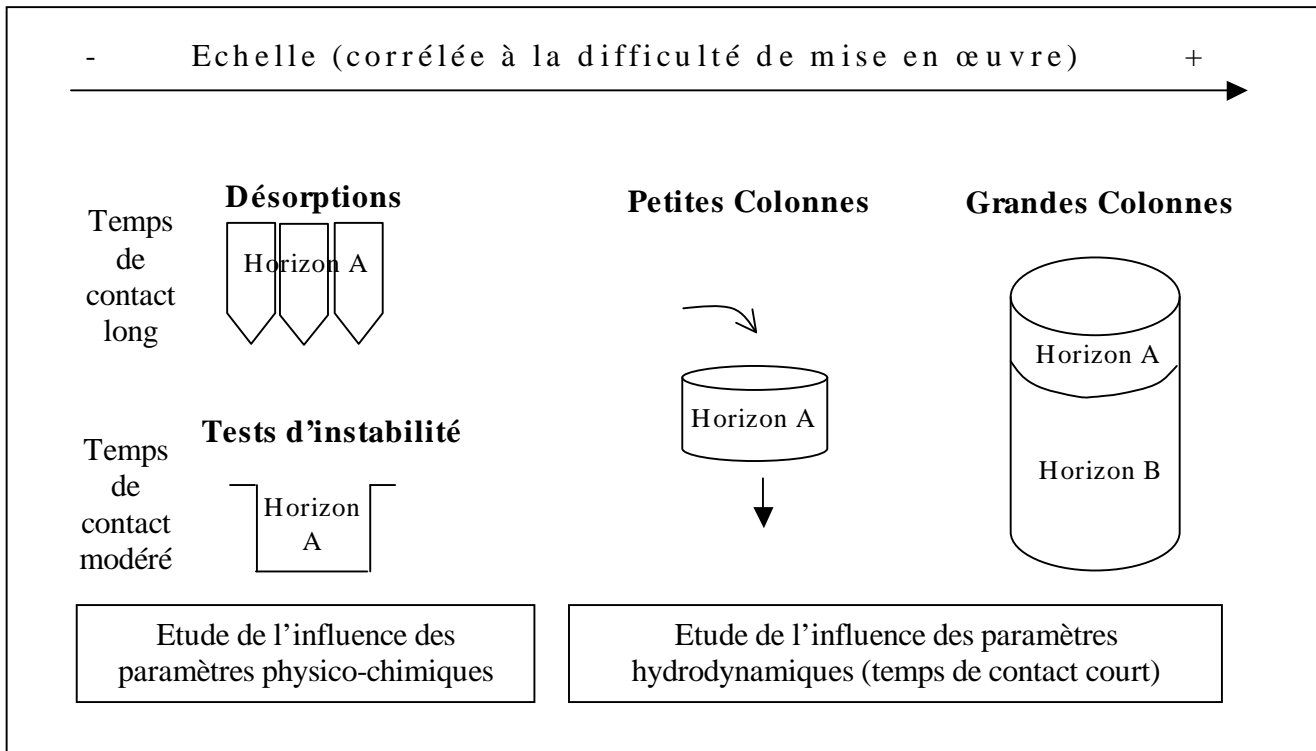 - Echelle (corrélée à la difficulté de mise en œuvre) +
Désorptions
Temps
de
contact
long
Horizon A
Tests d'instabilité
Temps
de
contact
modéré
Horizon
A
Petites Colonnes
Horizon A
Grandes Colonnes
Horizon A
Horizon B
Etude de l'influence des
paramètres physico-chimiques
Etude de l'influence des paramètres
hydrodynamiques (temps de contact court)